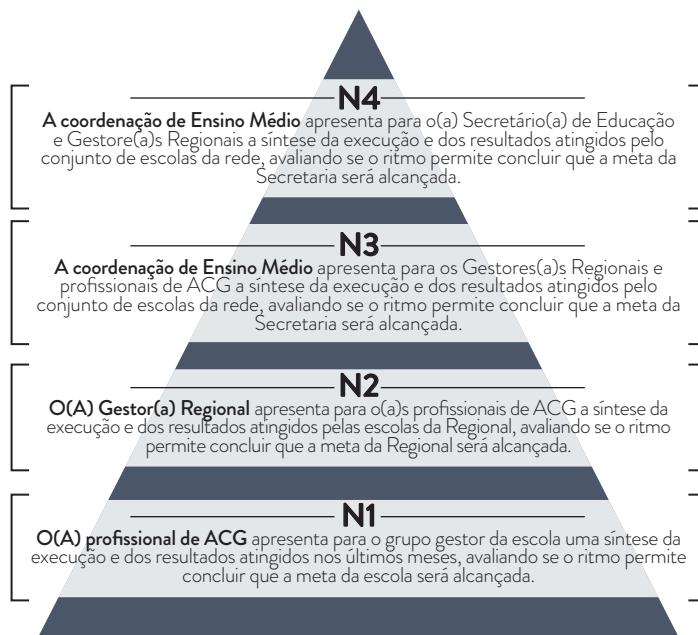 N4
A coordenação de Ensino Médio apresenta para o(a) Secretário(a) de Educação
e Gestore(a)s Regionais a síntese da execução e dos resultados atingidos pelo
conjunto de escolas da rede, avaliando se o ritmo permite concluir que a meta da
Secretaria será alcançada.
N3
A coordenação de Ensino Médio apresenta para os Gestores(a)s Regionais e
profissionais de ACG a síntese da execução e dos resultados atingidos pelo
conjunto de escolas da rede, avaliando se o ritmo permite concluir que a meta da
Secretaria será alcançada.
N2
O(A) Gestor(a) Regional apresenta para o(a)s profissionais de ACG a síntese da
execução e dos resultados atingidos pelas escolas da Regional, avaliando se o ritmo
permite concluir que a meta da Regional será alcançada.
N1
O(A) profissional de ACG apresenta para o grupo gestor da escola uma síntese da
execução e dos resultados atingidos nos últimos meses, avaliando se o ritmo permite
concluir que a meta da escola será alcançada.